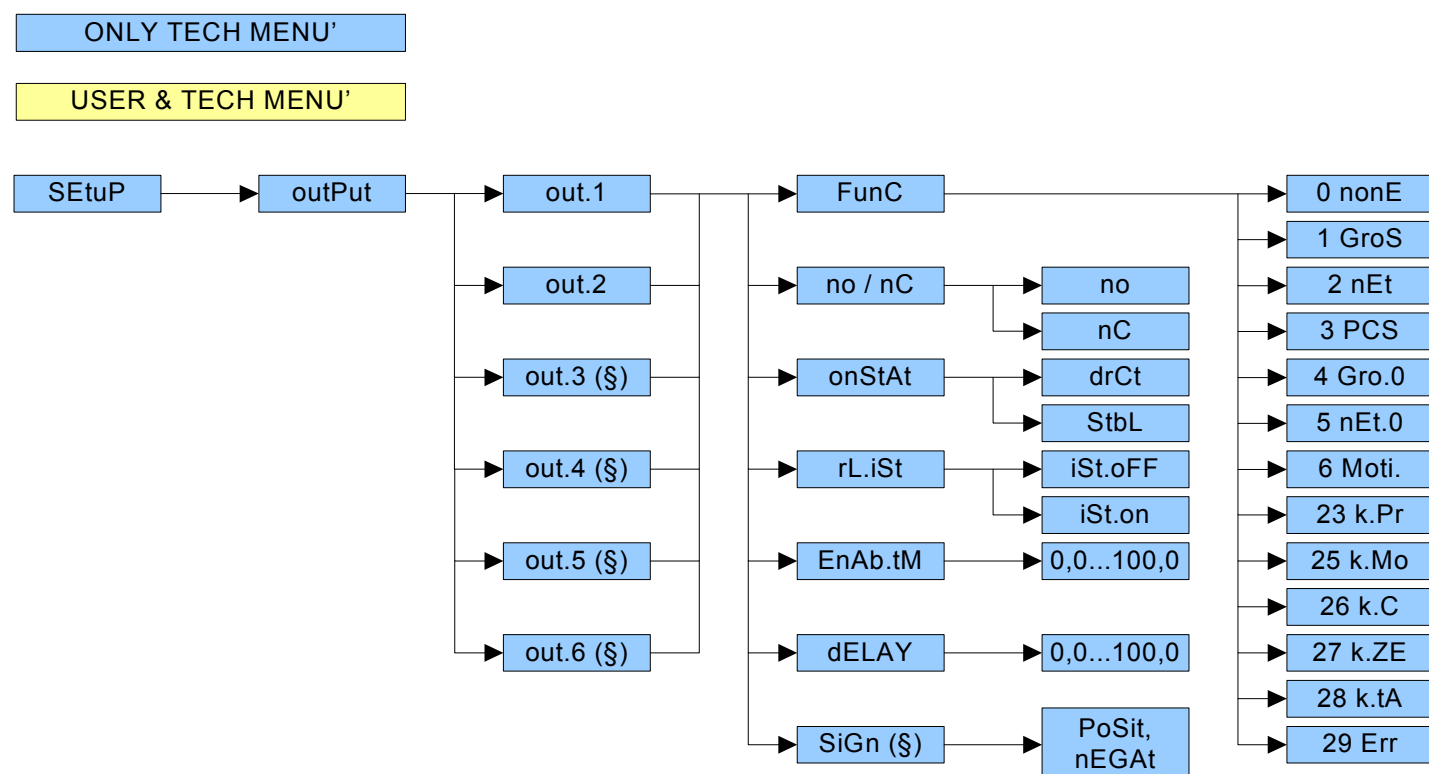 ONLY TECH MENU'
USER & TECH MENU'
SEtuP
outPut
out.1
out.2
out.3 (§)
out.4 (§)
out.5 (§)
out.6 (§)
FunC
no / nC
no
nC
onStAt
drCt
StbL
rL.iSt
iSt.oFF
iSt.on
EnAb.tM
0,0...100,0
dELAY
0,0...100,0
SiGn (§)
PoSit,
nEGAt
0 nonE
1 GroS
2 nEt
3 PCS
4 Gro.0
5 nEt.0
6 Moti.
23 k.Pr
25 k.Mo
26 k.C
27 k.ZE
28 k.tA
29 Err